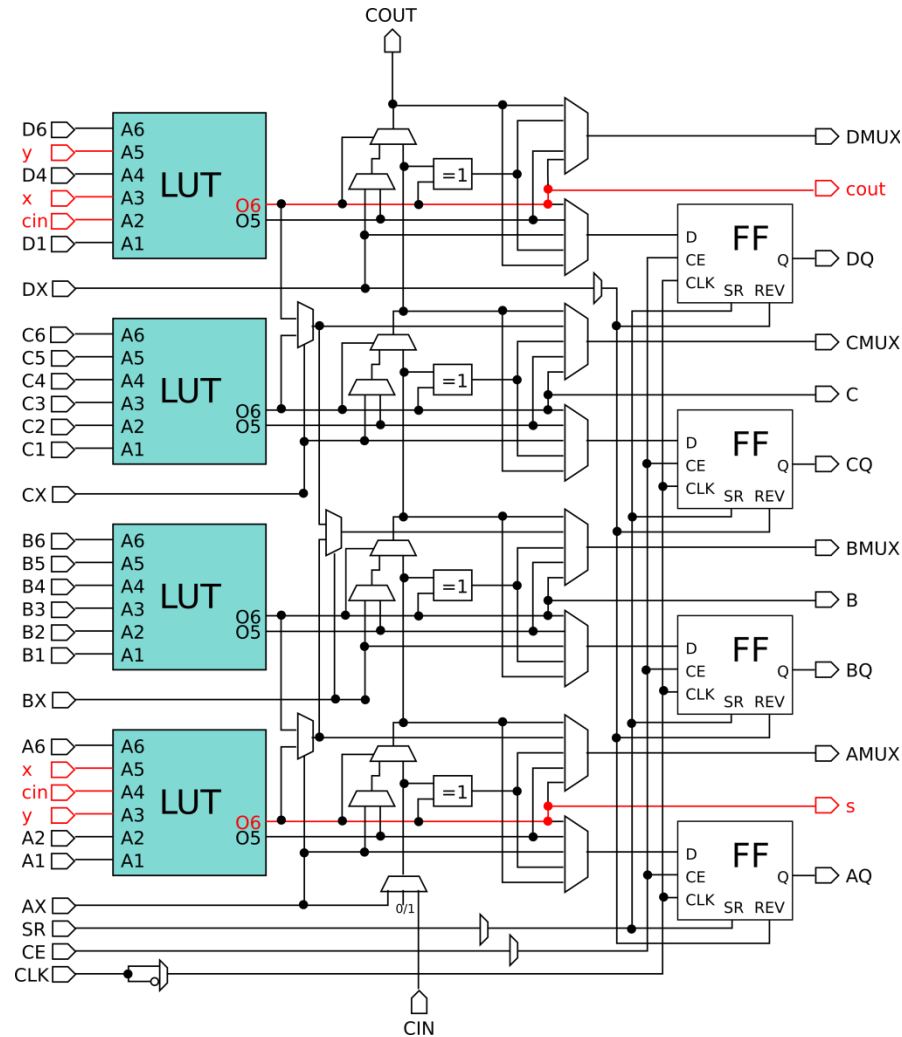 COUT
D6 A6
y A5
D4 A4
x A3
cin A2
D1 A1
LUT
O6
O5
=1
DMUX
cout
D
CE
CLK
FF
Q
SR REV
DQ
DX
C6 A6
C5 A5
C4 A4
C3 A3
C2 A2
C1 A1
LUT
O6
O5
=1
CMUX
C
D
CE
CLK
FF
Q
SR REV
CQ
CX
B6 A6
B5 A5
B4 A4
B3 A3
B2 A2
B1 A1
LUT
O6
O5
=1
BMUX
B
D
CE
CLK
FF
Q
SR REV
BQ
BX
A6 A6
x A5
cin A4
y A3
A2 A2
A1 A1
LUT
O6
O5
=1
AMUX
s
D
CE
CLK
FF
Q
SR REV
AQ
AX
0/1
SR
CE
CLK
CIN